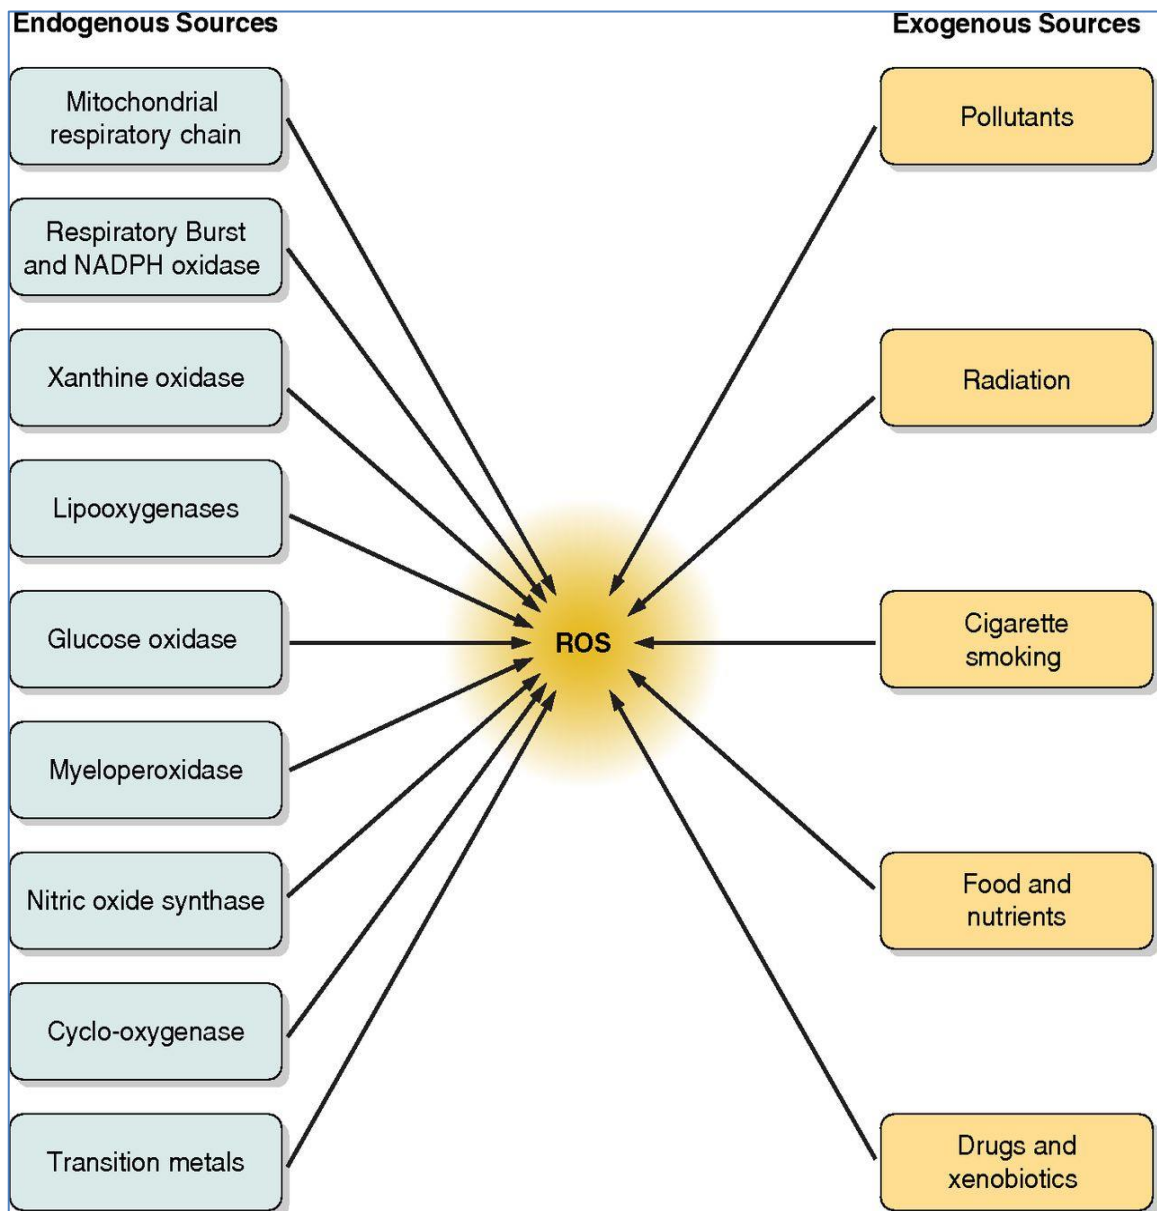 Endogenous Sources
Mitochondrial
respiratory chain
Respiratory Burst
and NADPH oxidase
Xanthine oxidase
Lipooxygenases
Glucose oxidase
Myeloperoxidase
Nitric oxide synthase
Cyclo-oxygenase
Transition metals
ROS
Exogenous Sources
Pollutants
Radiation
Cigarette
smoking
Food and
nutrients
Drugs and
xenobiotics